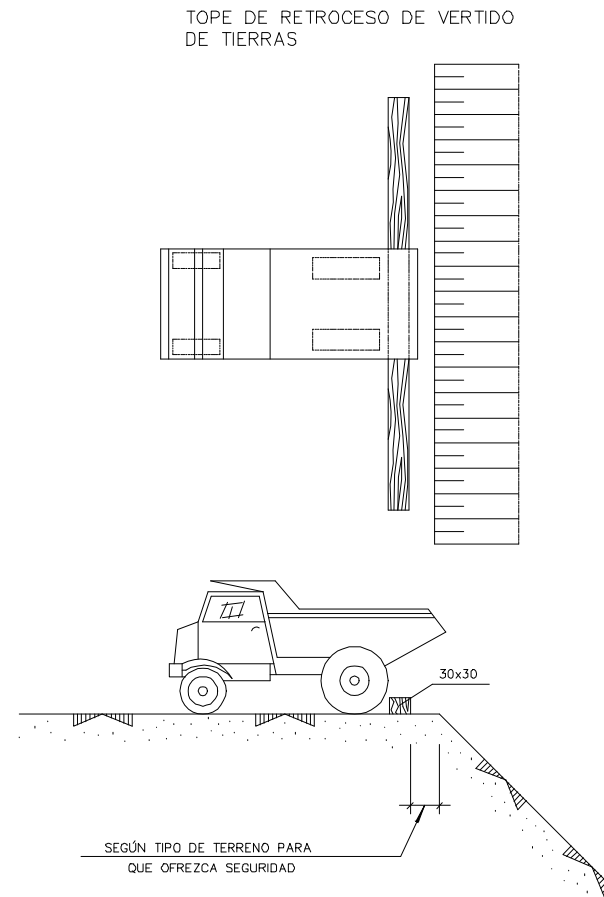 TOPE DE RETROCESO DE VERTIDO
DE TIERRAS
30x30
SEGÚN TIPO DE TERRENO PARA
QUE OFREZCA SEGURIDAD